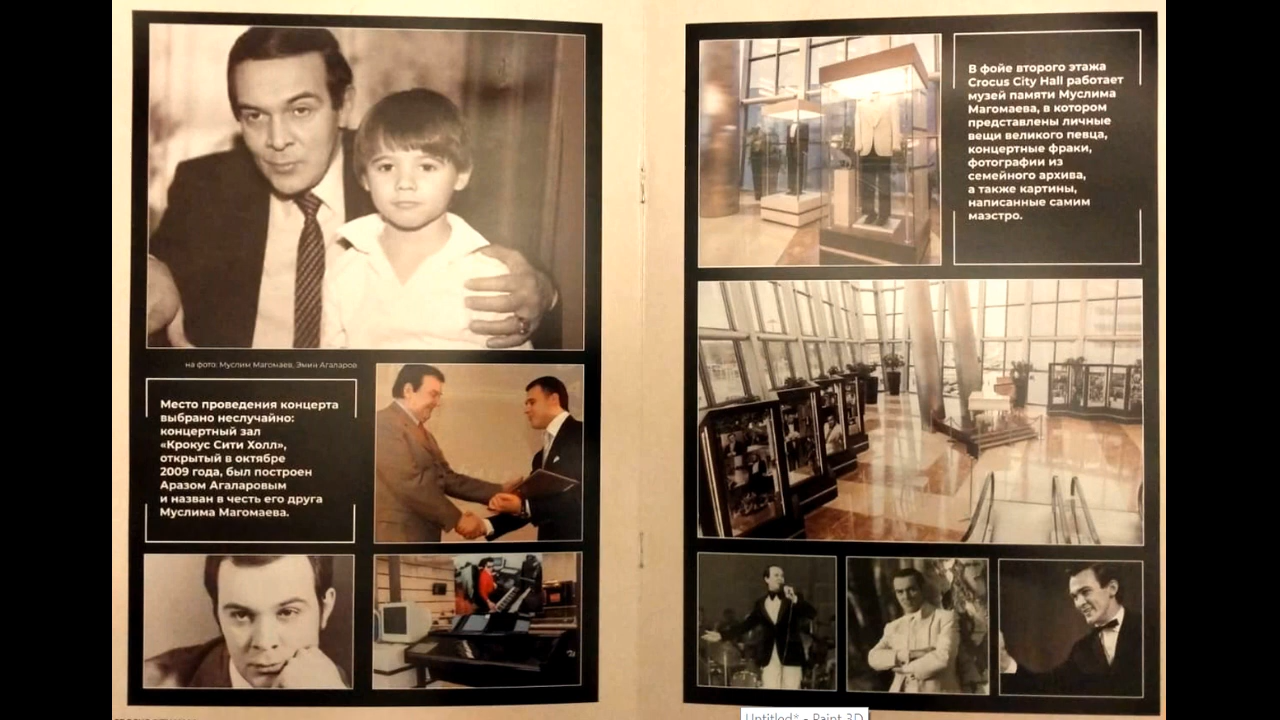 на фото: Муслим Магомаев, Эмин Агаларов
Место проведения концерта
выбрано неслучайно:
концертный зал
«Крокус Сити Холл»,
открытый в октябре
2009 года, был построен
Аразом Агаларовым
и назван в честь его друга
Муслима Магомаева.
В фойе второго этажа
Crocus City Hall работает
музей памяти Муслима
Магомаева, в котором
представлены личные
вещи великого певца,
концертные фраки,
фотографии из
семейного архива,
а также картины,
написанные самим
маэстро.
Untitled* - Paint 3D